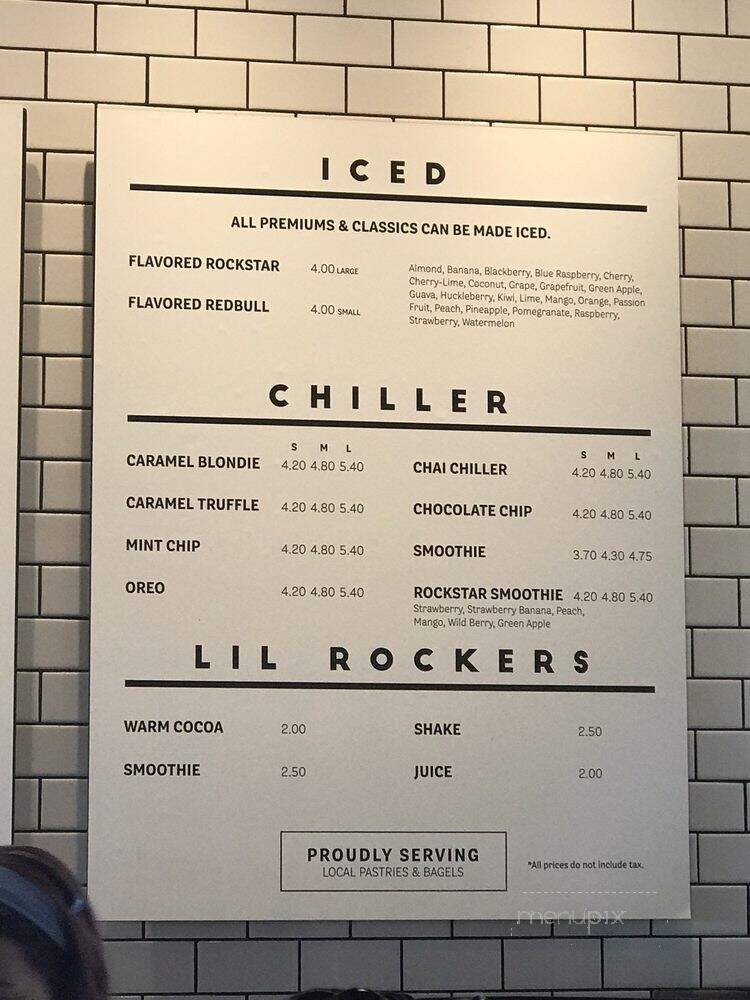 ICED
ALL PREMIUMS & CLASSICS CAN BE MADE ICED.
FLAVORED ROCKSTAR 4.00 LARGE
FLAVORED REDBULL 4.00 SMALL
Almond, Banana, Blackberry, Blue Raspberry, Cherry,
Cherry-Lime, Coconut, Grape, Grapefruit, Green Apple,
Guava, Huckleberry, Kiwi, Lime, Mango, Orange, Passion
Fruit, Peach, Pineapple, Pomegranate, Raspberry,
Strawberry, Watermelon
CHILLER
S M L
CARAMEL BLONDIE 4.20 4.80 5.40
CARAMEL TRUFFLE 4.20 4.80 5.40
MINT CHIP 4.20 4.80 5.40
OREO 4.20 4.80 5.40
S M L
CHAI CHILLER 4.20 4.80 5.40
CHOCOLATE CHIP 4.20 4.80 5.40
SMOOTHIE 3.70 4.30 4.75
ROCKSTAR SMOOTHIE 4.20 4.80 5.40
Strawberry, Strawberry Banana, Peach,
Mango, Wild Berry, Green Apple
LIL ROCKERS
WARM COCOA 2.00
SMOOTHIE 2.50
SHAKE 2.50
JUICE 2.00
PROUDLY SERVING
LOCAL PASTRIES & BAGELS
*All prices do not include tax.
menupix